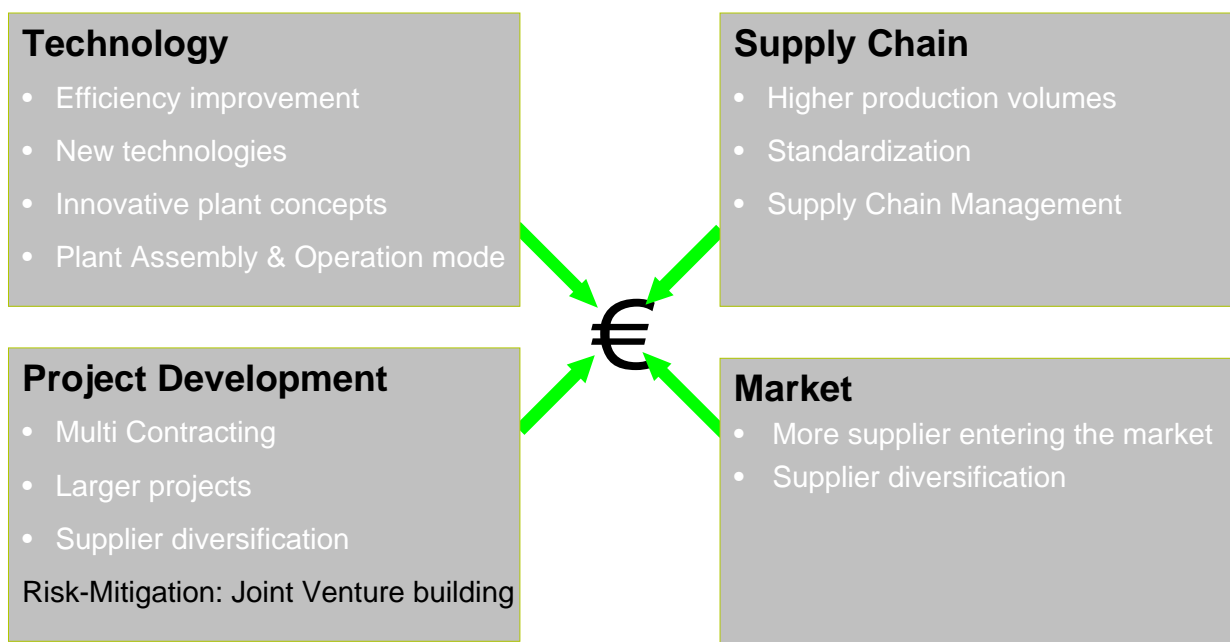 Technology
• Efficiency improvement
• New technologies
• Innovative plant concepts
• Plant Assembly & Operation mode
Supply Chain
• Higher production volumes
• Standardization
• Supply Chain Management
€
Project Development
• Multi Contracting
• Larger projects
• Supplier diversification
Risk-Mitigation: Joint Venture building
Market
• More supplier entering the market
• Supplier diversification